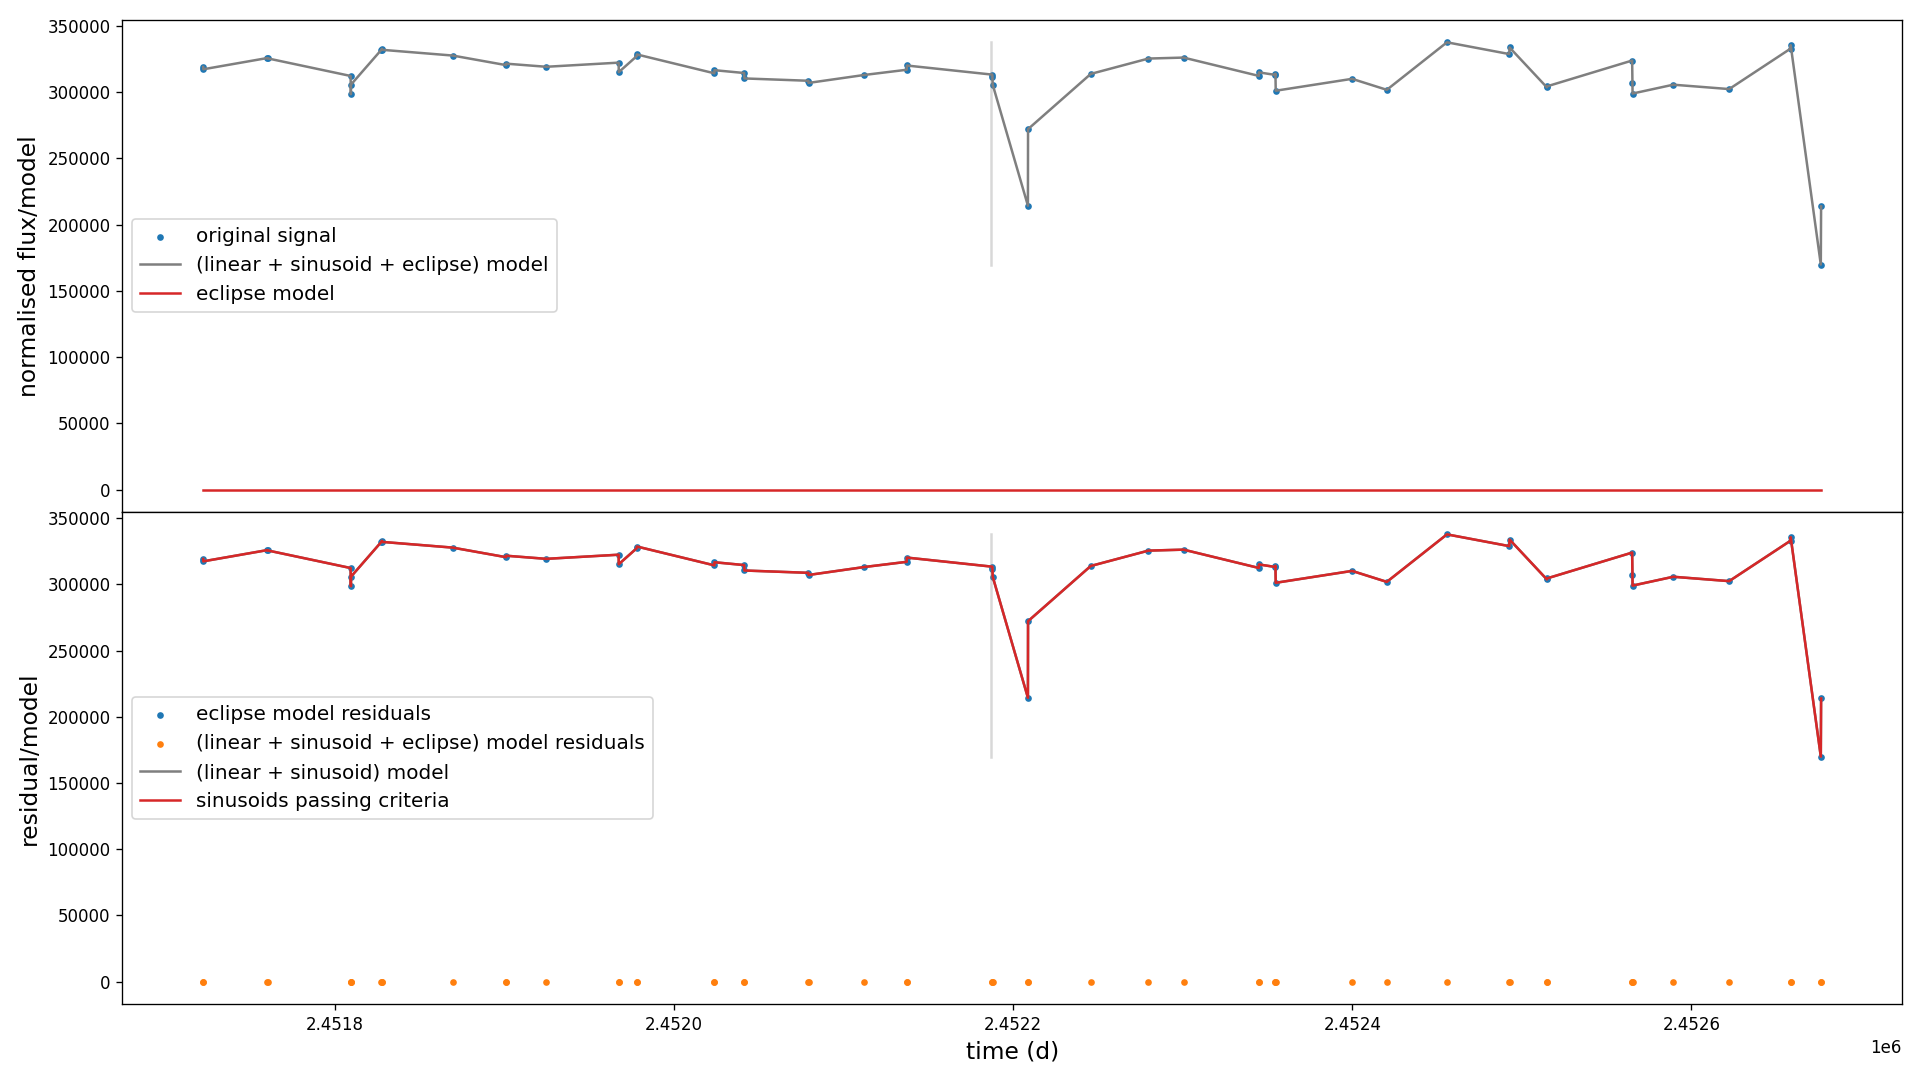 350000
300000
250000
200000
150000
100000
50000
0
normalised flux/model
original signal
(linear + sinusoid + eclipse) model
eclipse model
350000
300000
250000
200000
150000
100000
50000
0
residual/model
eclipse model residuals
(linear + sinusoid + eclipse) model residuals
(linear + sinusoid) model
sinusoids passing criteria
2.4518 2.4520 2.4522 2.4524 2.4526
1e6
time (d)